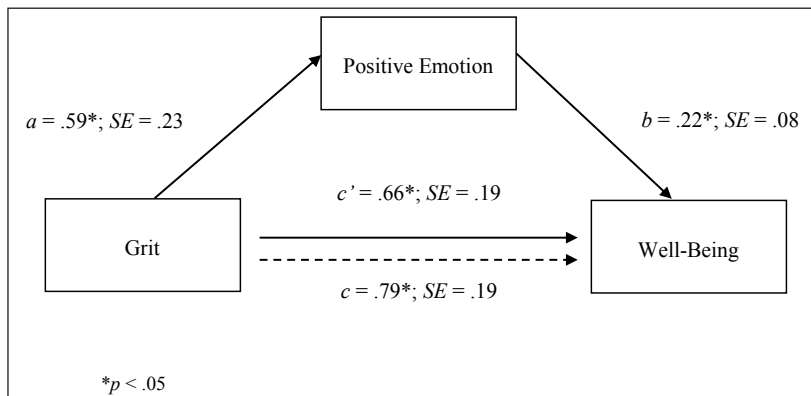 Positive Emotion
a = .59*; SE = .23
b = .22*; SE = .08
c’ = .66*; SE = .19
Grit
Well-Being
c = .79*; SE = .19
*p < .05